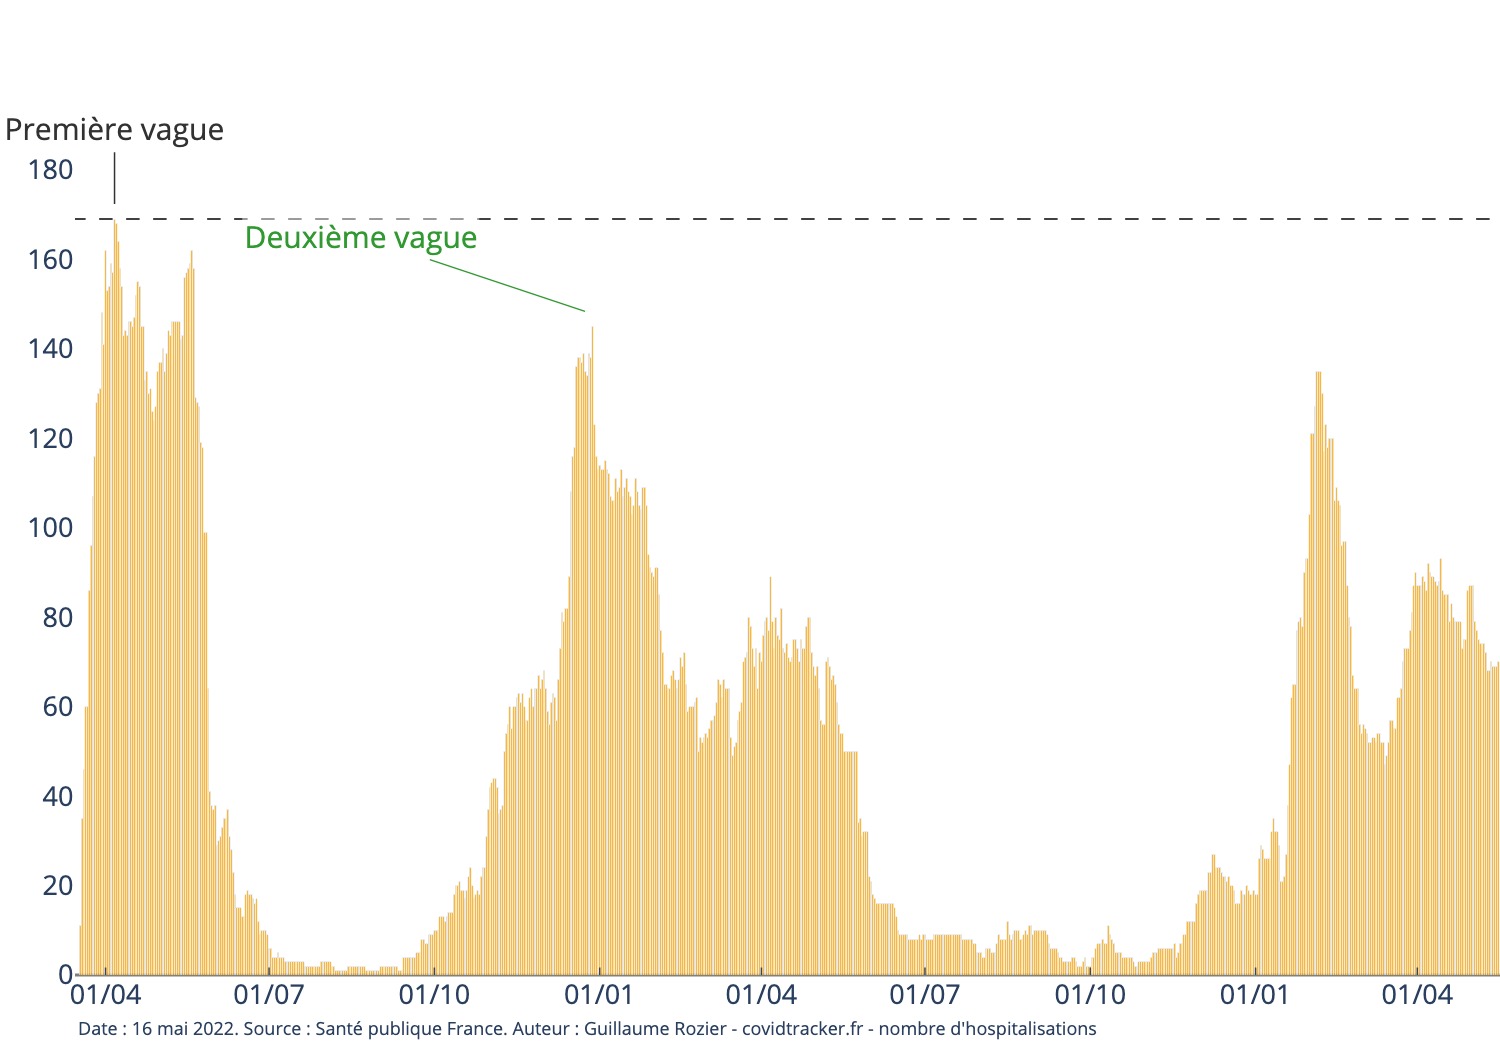 Première vague
180
Deuxième vague
160
140
120
100
80
60
40
20
0
01/04 01/07 01/10 01/01 01/04 01/07 01/10 01/01 01/04
Date : 16 mai 2022. Source : Santé publique France. Auteur : Guillaume Rozier - covidtracker.fr - nombre d'hospitalisations